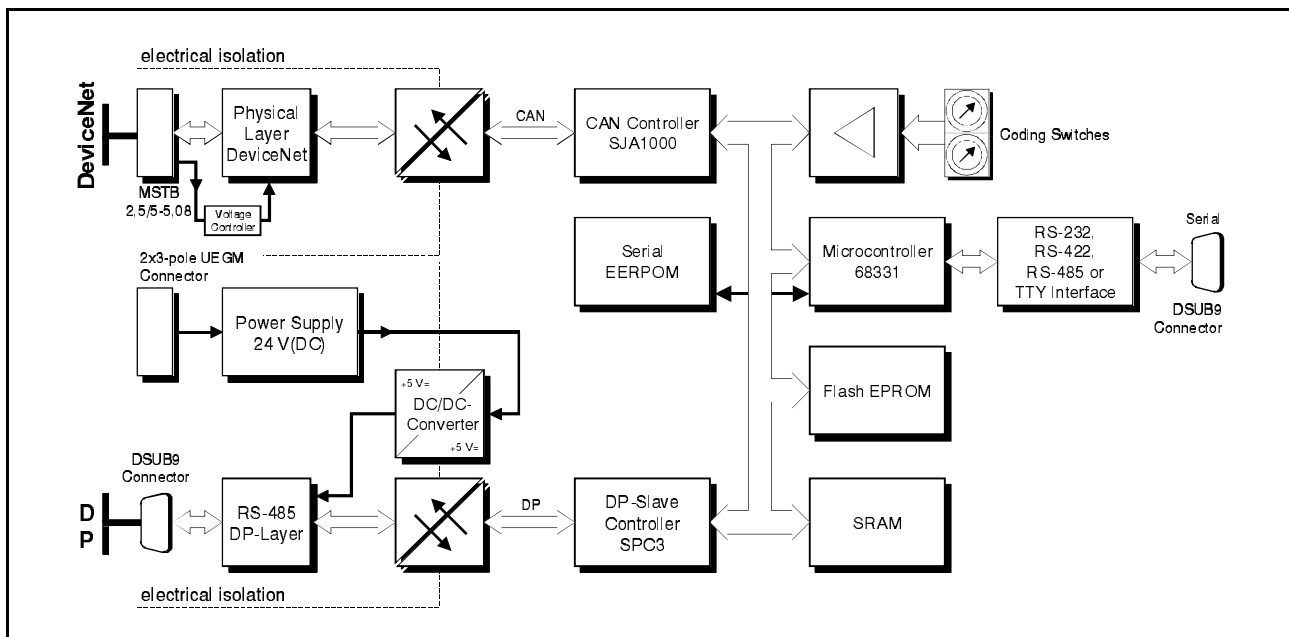 electrical isolation
DeviceNet
MSTB
2,5/5-5,08
Physical
Layer
DeviceNet
Voltage
Controller
CAN
CAN Controller
SJA1000
Coding Switches
2x3-pole UEGM
Connector
Serial
EERPOM
Microcontroller
68331
RS-232,
RS-422,
RS-485 or
TTY Interface
Serial
DSUB9
Connector
Power Supply
24 V(DC)
+5 V=
DC/DC-
Converter
+5 V=
Flash EPROM
DSUB9
Connector
D
P
RS-485
DP-Layer
DP
DP-Slave
Controller
SPC3
SRAM
electrical isolation